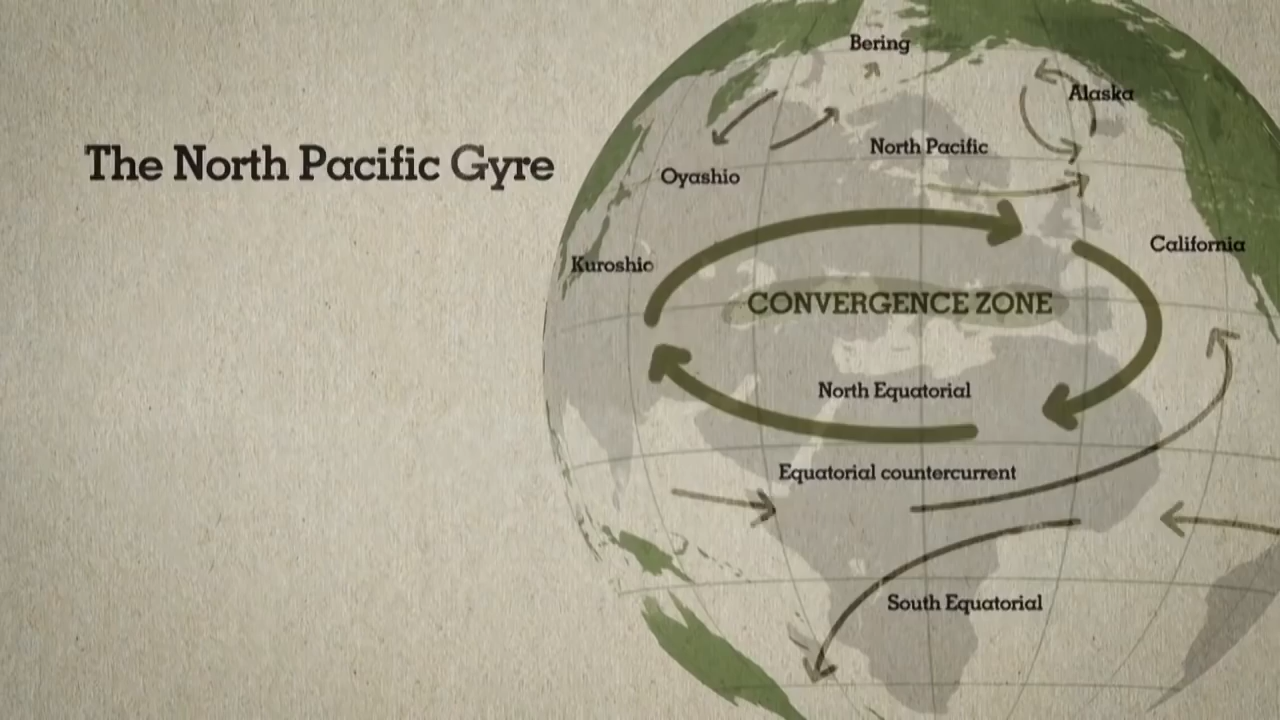 Bering
Alaska
North Pacific
The North Pacific Gyre
Oyashio
California
Kuroshio
CONVERGENCE ZONE
North Equatorial
Equatorial countercurrent
South Equatorial